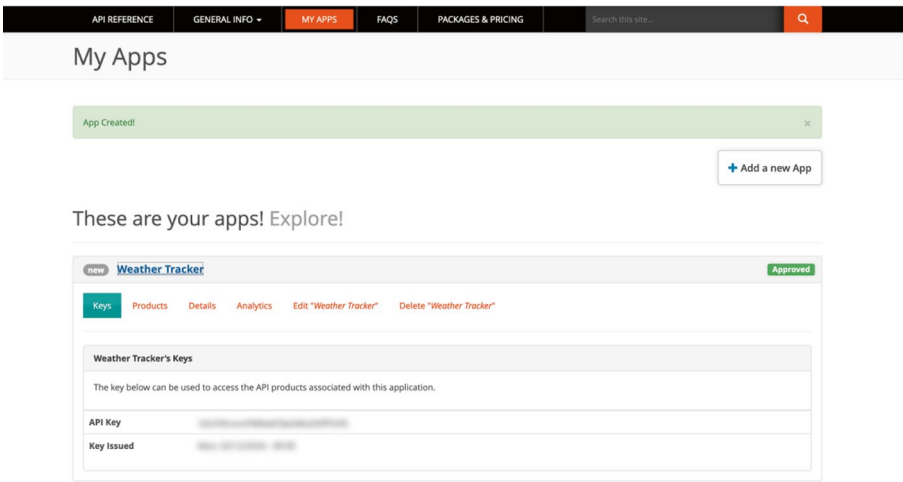 API REFERENCE GENERAL INFO MY APPS FAQS PACKAGES & PRICING Search this site...
My Apps
App Created! ×
+ Add a new App
These are your apps! Explore!
new Weather Tracker Approved
Keys Products Details Analytics Edit "Weather Tracker" Delete "Weather Tracker"
Weather Tracker's Keys
The key below can be used to access the API products associated with this application.
API Key
Key Issued